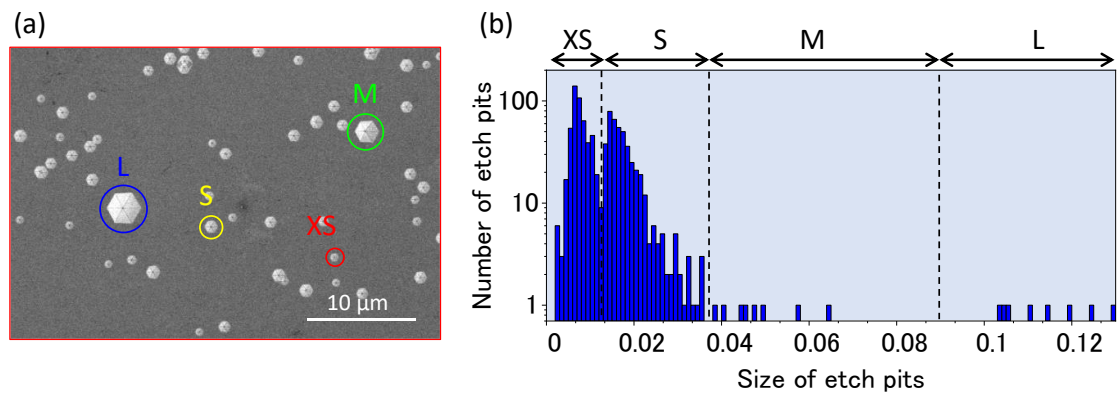 (a)
M
L
S
XS
10 μm
(b)
XS S M L
Number of etch pits
100
10
1
0 0.02 0.04 0.06 0.08 0.1 0.12
Size of etch pits